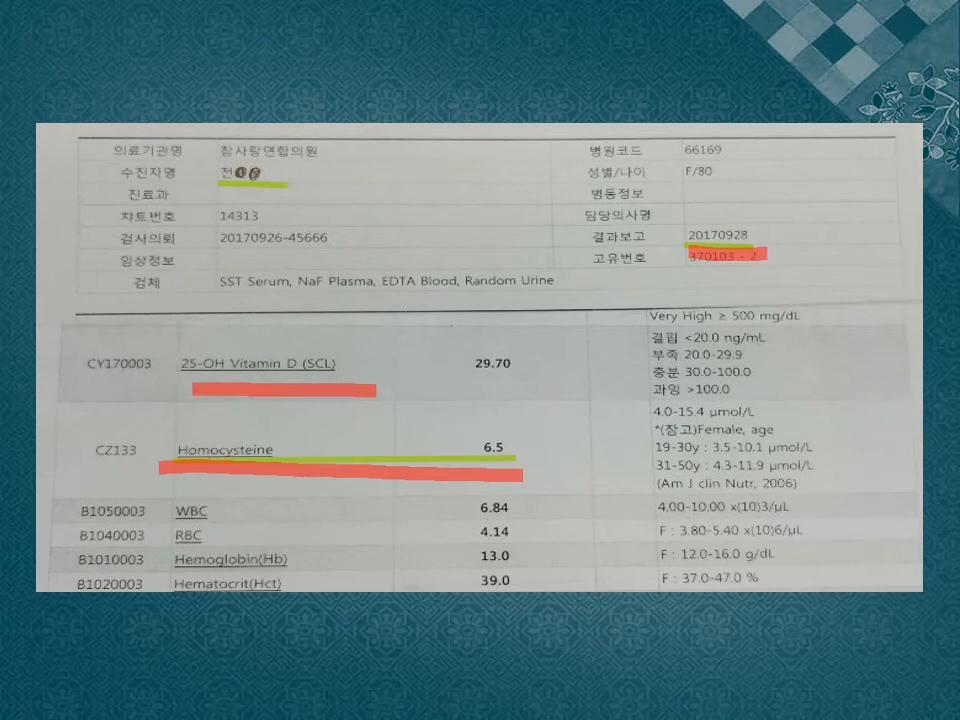 의료기관명 참사랑연합의원 병원코드 66169
수진자명 전 성별/나이 F/80
진료과 병동정보
챠트번호 14313 담당의사명
검사의뢰 20170926-45666 결과보고 20170928
임상정보 고유번호 370103 - 2
검체 SST Serum, NaF Plasma, EDTA Blood, Random Urine
Very High ≥ 500 mg/dL
CY170003 25-OH Vitamin D (SCL) 29.70
결핍 <20.0 ng/mL
부족 20.0-29.9
충분 30.0-100.0
과잉 >100.0
CZ133 Homocysteine 6.5
4.0-15.4 μmol/L
*(참고)Female, age
19-30y : 3.5-10.1 μmol/L
31-50y : 4.3-11.9 μmol/L
(Am J clin Nutr, 2006)
B1050003 WBC 6.84 4.00-10.00 x(10)3/μL
B1040003 RBC 4.14 F : 3.80-5.40 x(10)6/μL
B1010003 Hemoglobin(Hb) 13.0 F : 12.0-16.0 g/dL
B1020003 Hematocrit(Hct) 39.0 F : 37.0-47.0 %